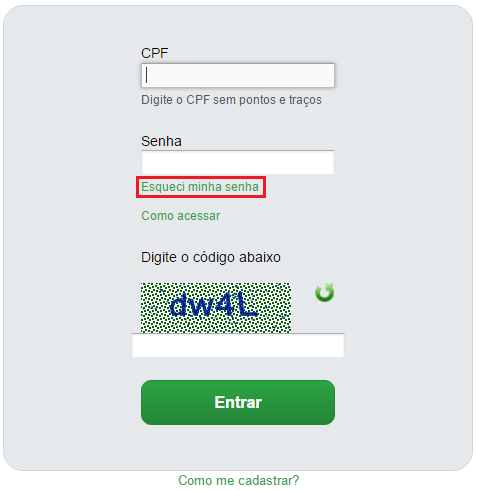 CPF
Digite o CPF sem pontos e traços
Senha
Esqueci minha senha
Como acessar
Digite o código abaixo
dw4L
Entrar
Como me cadastrar?